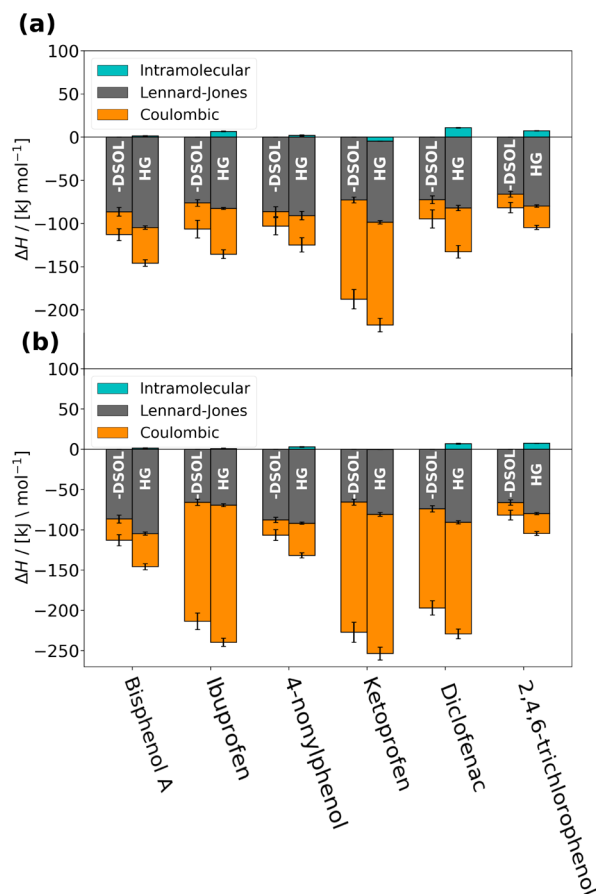 (a)
100
50
0
−50
−100
−150
−200
ΔH / [kJ mol⁻¹]
Intramolecular
Lennard-Jones
Coulombic
-DSOL HG -DSOL HG -DSOL HG -DSOL HG -DSOL HG -DSOL HG
(b)
100
50
0
−50
−100
−150
−200
−250
ΔH / [kJ \ mol⁻¹]
Intramolecular
Lennard-Jones
Coulombic
-DSOL HG -DSOL HG -DSOL HG -DSOL HG -DSOL HG -DSOL HG
Bisphenol A
Ibuprofen
4-nonylphenol
Ketoprofen
Diclofenac
2,4,6-trichlorophenol